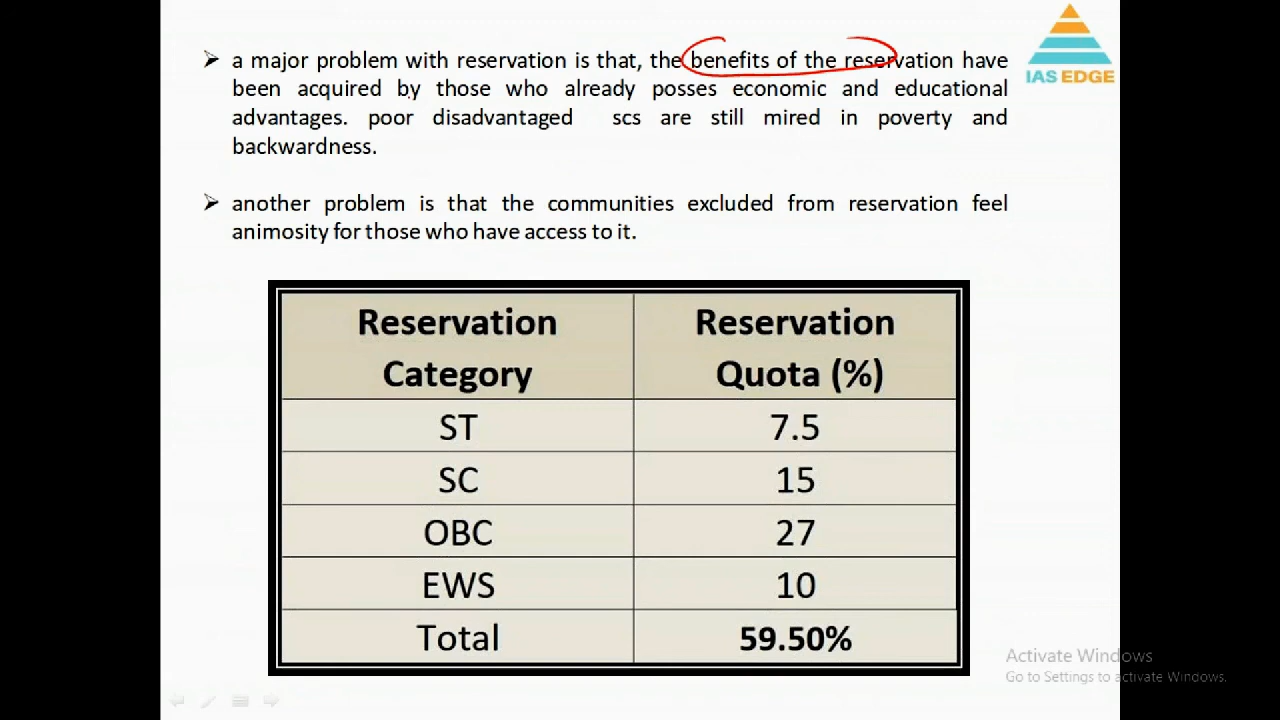 a major problem with reservation is that, the benefits of the reservation have
been acquired by those who already posses economic and educational
advantages. poor disadvantaged scs are still mired in poverty and
backwardness.
another problem is that the communities excluded from reservation feel
animosity for those who have access to it.
IAS EDGE
Reservation Category Reservation Quota (%)
ST 7.5
SC 15
OBC 27
EWS 10
Total 59.50%
Activate Windows
Go to Settings to activate Windows.